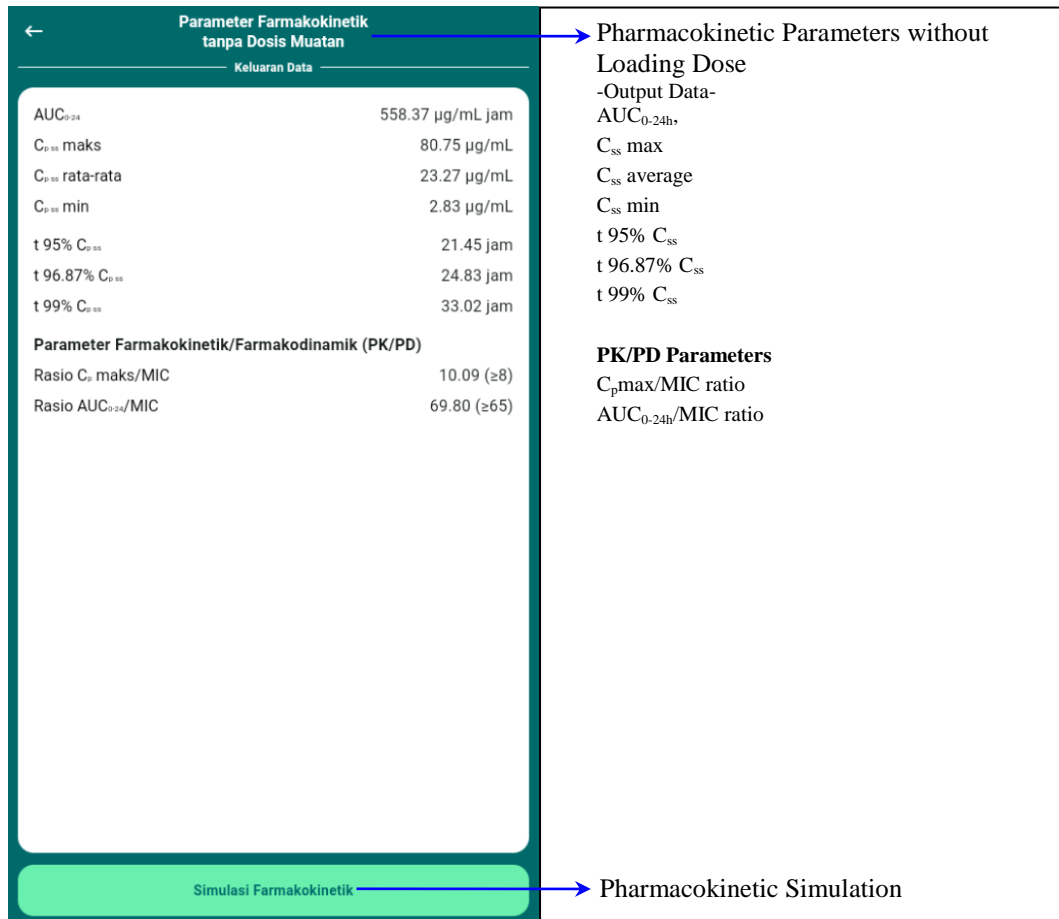 Parameter Farmakokinetik
tanpa Dosis Muatan
Keluaran Data
AUC₀₋₂₄ 558.37 µg/mL jam
Cₚ ₛₛ maks 80.75 µg/mL
Cₚ ₛₛ rata-rata 23.27 µg/mL
Cₚ ₛₛ min 2.83 µg/mL
t 95% Cₚ ₛₛ 21.45 jam
t 96.87% Cₚ ₛₛ 24.83 jam
t 99% Cₚ ₛₛ 33.02 jam
Parameter Farmakokinetik/Farmakodinamik (PK/PD)
Rasio Cₚ maks/MIC 10.09 (≥8)
Rasio AUC₀₋₂₄/MIC 69.80 (≥65)
Simulasi Farmakokinetik
Pharmacokinetic Parameters without
Loading Dose
-Output Data-
AUC₀₋₂₄ₕ,
Cₛₛ max
Cₛₛ average
Cₛₛ min
t 95% Cₛₛ
t 96.87% Cₛₛ
t 99% Cₛₛ
PK/PD Parameters
Cₚmax/MIC ratio
AUC₀₋₂₄ₕ/MIC ratio
Pharmacokinetic Simulation